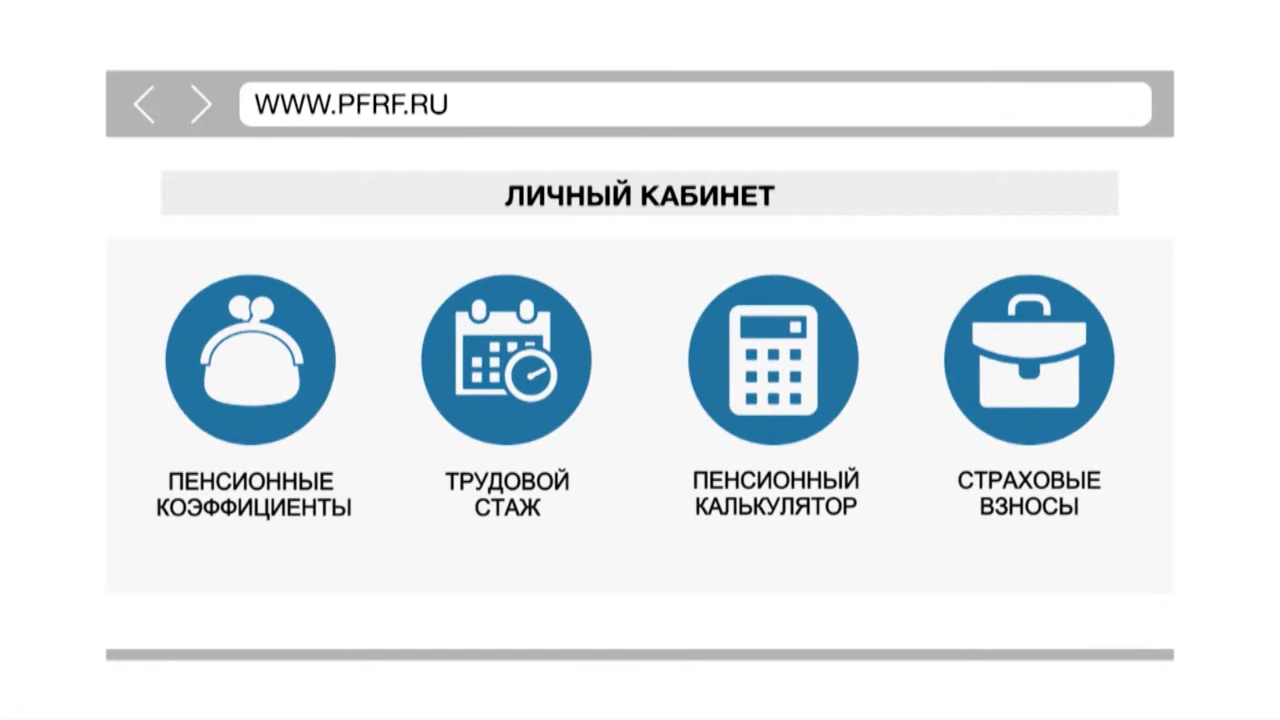 WWW.PFRF.RU
ЛИЧНЫЙ КАБИНЕТ
ПЕНСИОННЫЕ
КОЭФФИЦИЕНТЫ
ТРУДОВОЙ
СТАЖ
ПЕНСИОННЫЙ
КАЛЬКУЛЯТОР
СТРАХОВЫЕ
ВЗНОСЫ